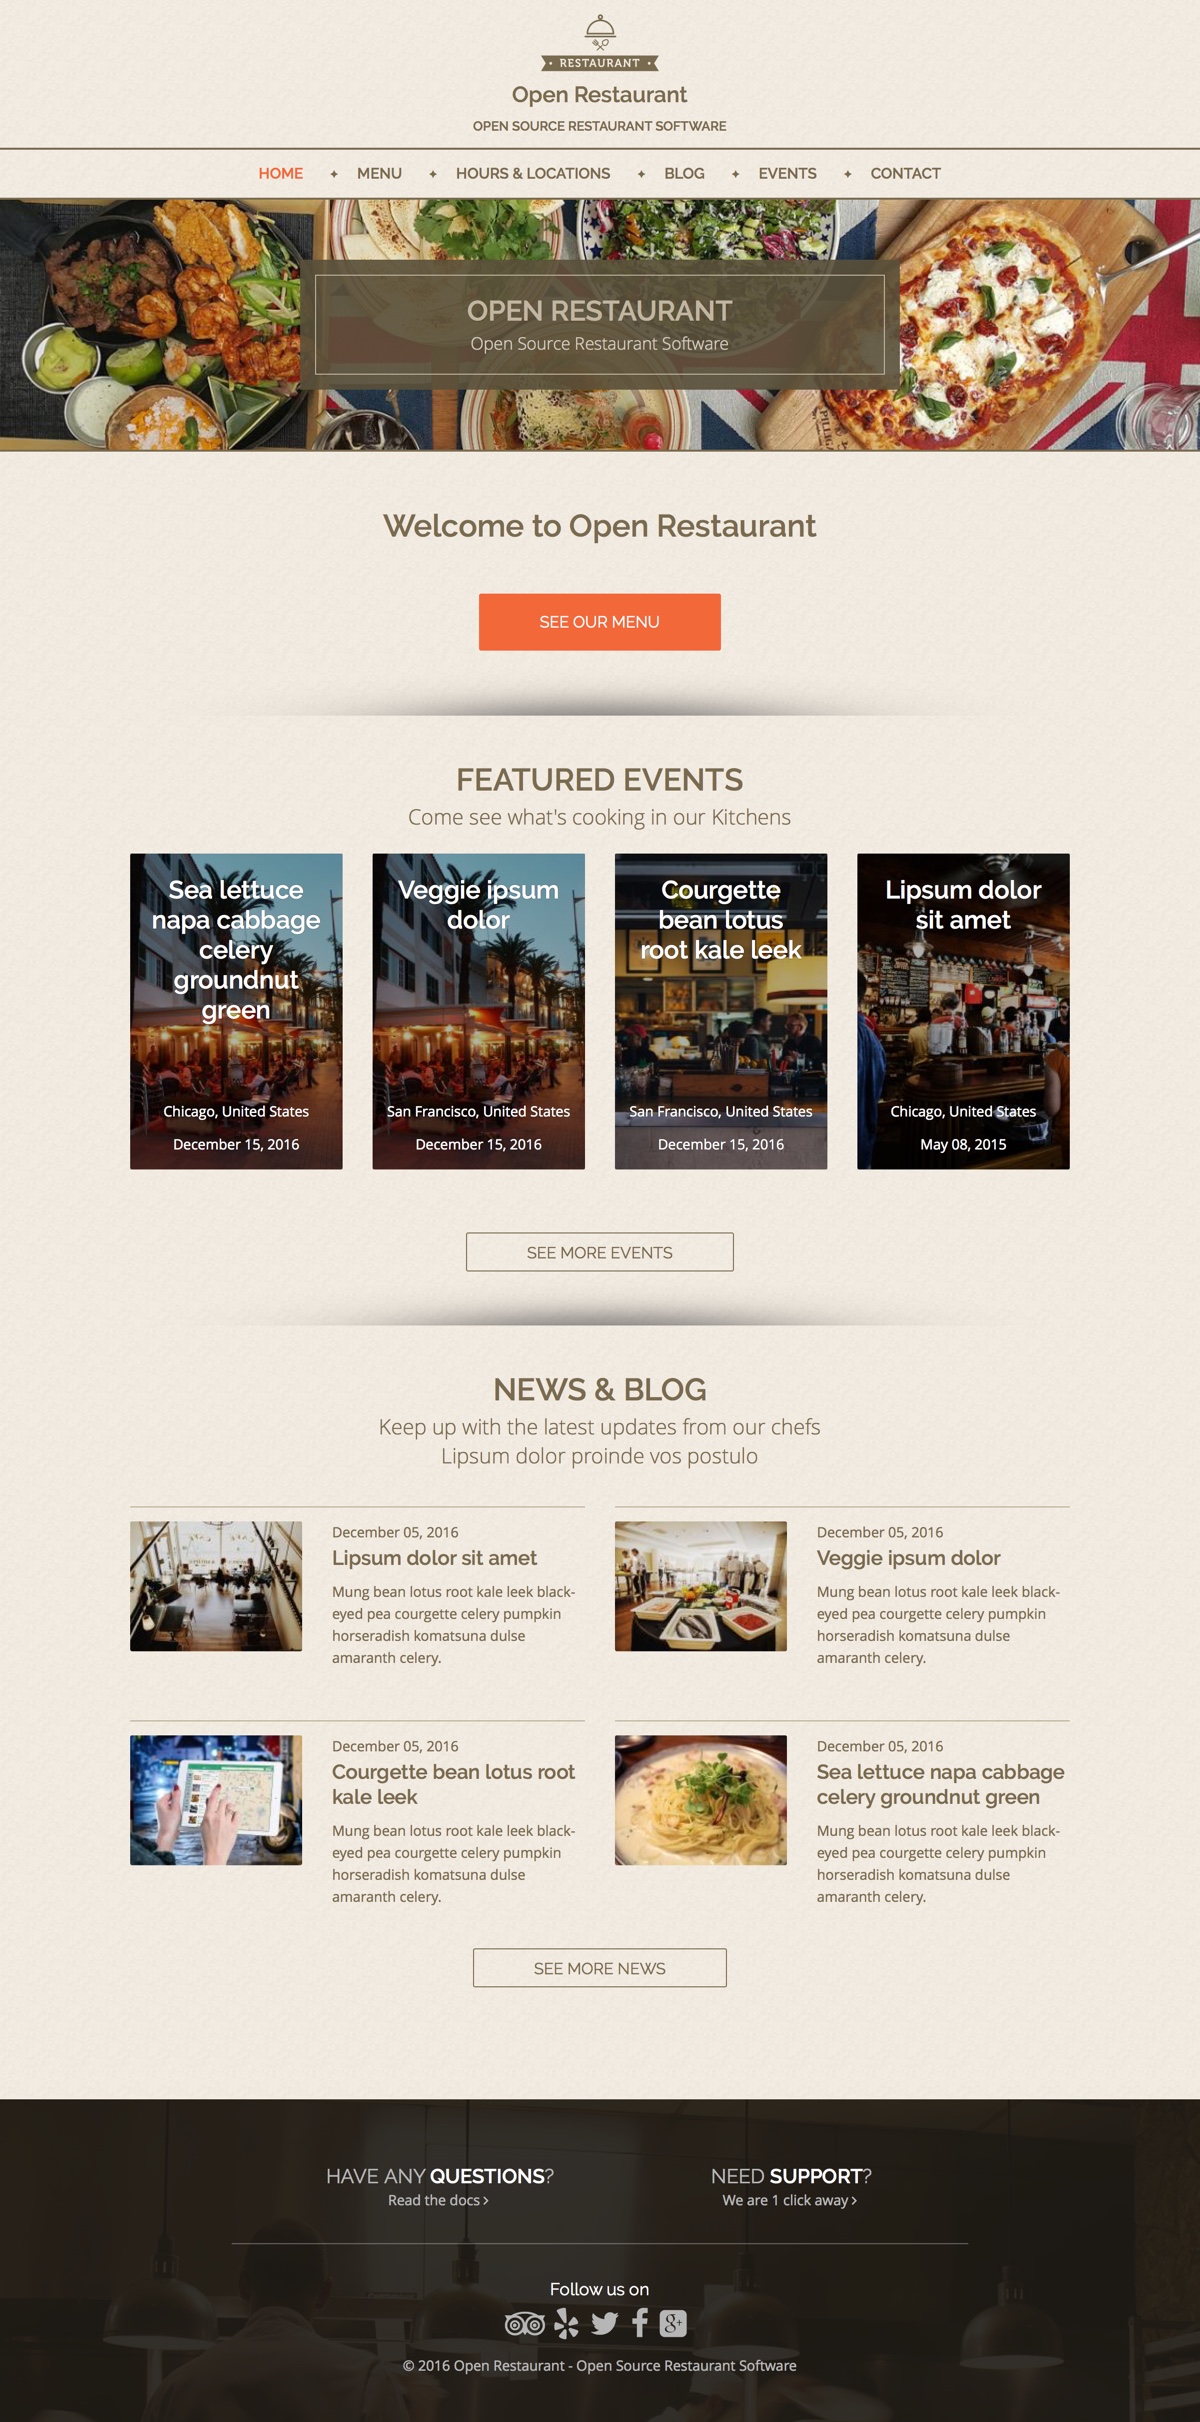 RESTAURANT
Open Restaurant
OPEN SOURCE RESTAURANT SOFTWARE
HOME ✦ MENU ✦ HOURS & LOCATIONS ✦ BLOG ✦ EVENTS ✦ CONTACT
OPEN RESTAURANT
Open Source Restaurant Software
Welcome to Open Restaurant
SEE OUR MENU
FEATURED EVENTS
Come see what's cooking in our Kitchens
Sea lettuce
napa cabbage
celery
groundnut
green
Chicago, United States
December 15, 2016
Veggie ipsum
dolor
San Francisco, United States
December 15, 2016
Courgette
bean lotus
root kale leek
San Francisco, United States
December 15, 2016
Lipsum dolor
sit amet
Chicago, United States
May 08, 2015
SEE MORE EVENTS
NEWS & BLOG
Keep up with the latest updates from our chefs
Lipsum dolor proinde vos postulo
December 05, 2016
Lipsum dolor sit amet
Mung bean lotus root kale leek black-
eyed pea courgette celery pumpkin
horseradish komatsuna dulse
amaranth celery.
December 05, 2016
Veggie ipsum dolor
Mung bean lotus root kale leek black-
eyed pea courgette celery pumpkin
horseradish komatsuna dulse
amaranth celery.
December 05, 2016
Courgette bean lotus root
kale leek
Mung bean lotus root kale leek black-
eyed pea courgette celery pumpkin
horseradish komatsuna dulse
amaranth celery.
December 05, 2016
Sea lettuce napa cabbage
celery groundnut green
Mung bean lotus root kale leek black-
eyed pea courgette celery pumpkin
horseradish komatsuna dulse
amaranth celery.
SEE MORE NEWS
HAVE ANY QUESTIONS?
Read the docs ›
NEED SUPPORT?
We are 1 click away ›
Follow us on
g+
© 2016 Open Restaurant - Open Source Restaurant Software